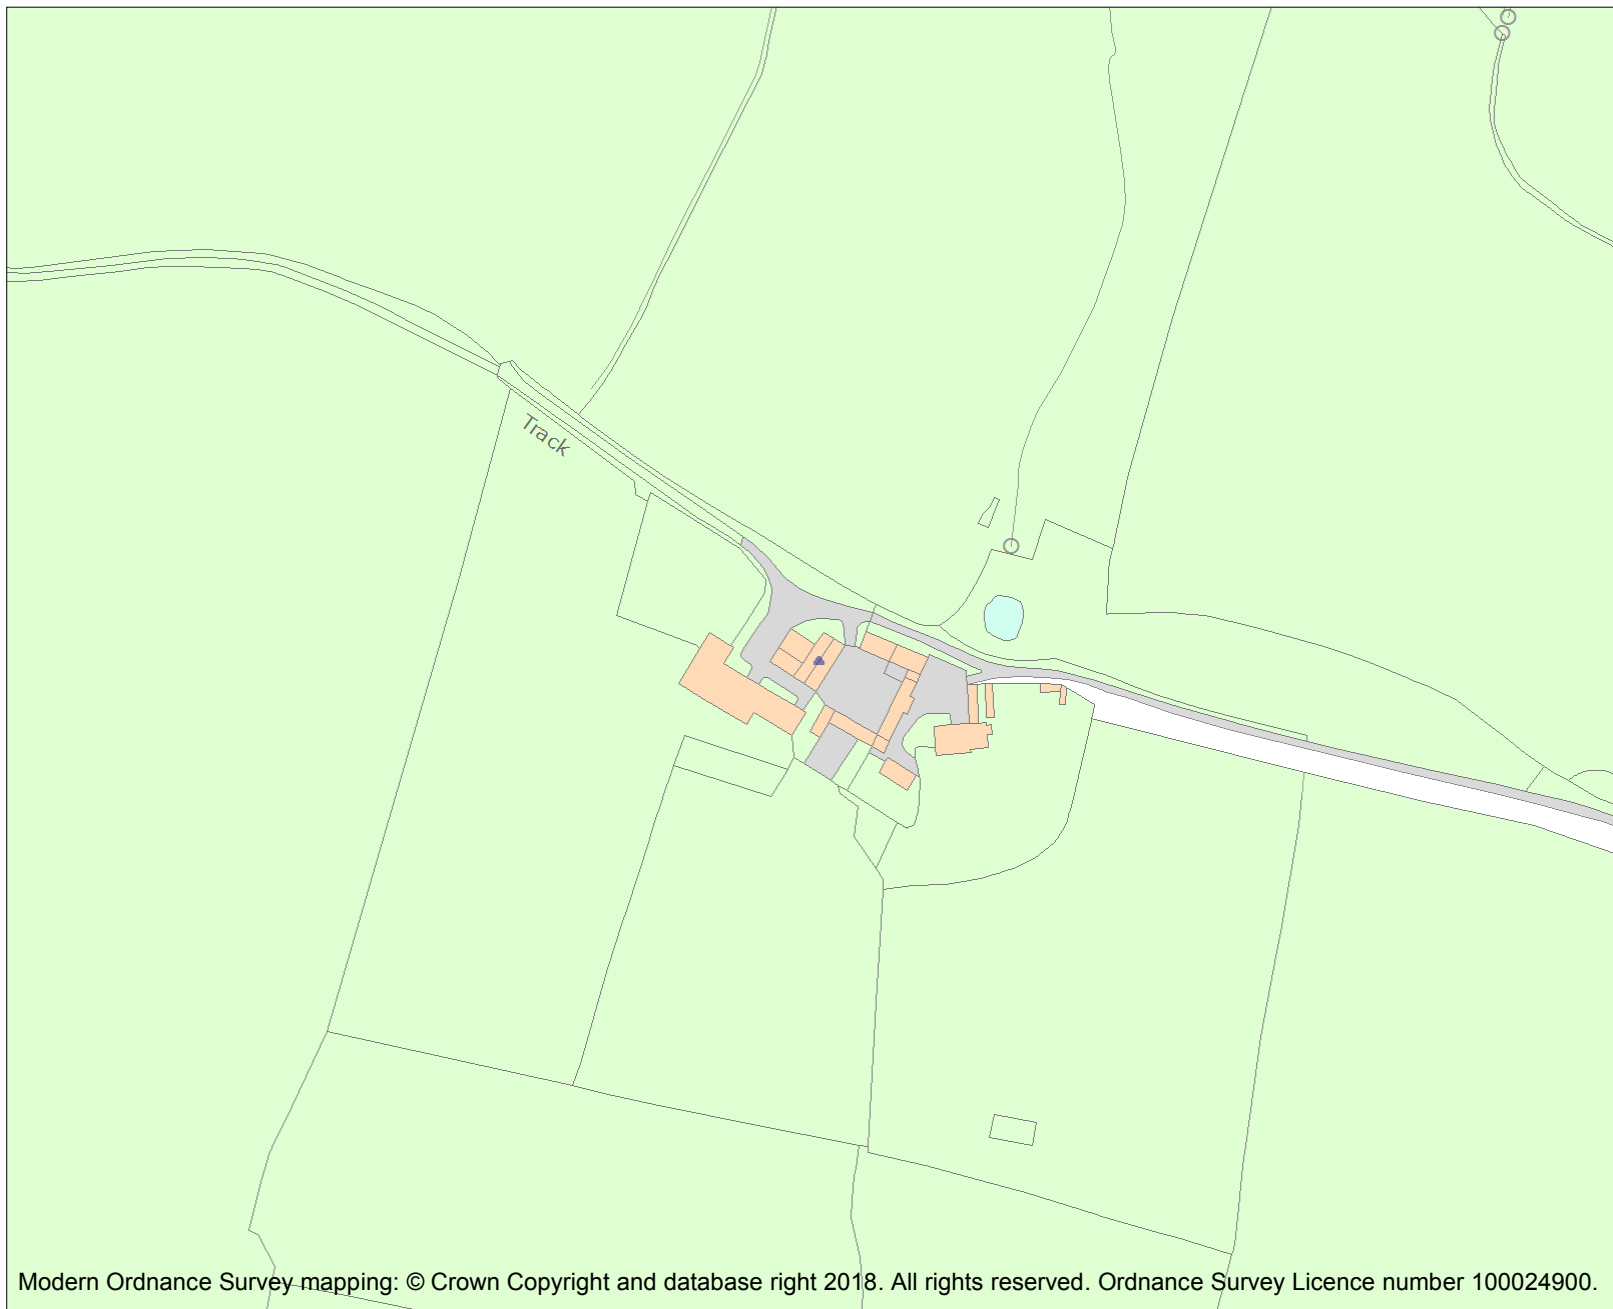 Track
Modern Ordnance Survey mapping: © Crown Copyright and database right 2018. All rights reserved. Ordnance Survey Licence number 100024900.